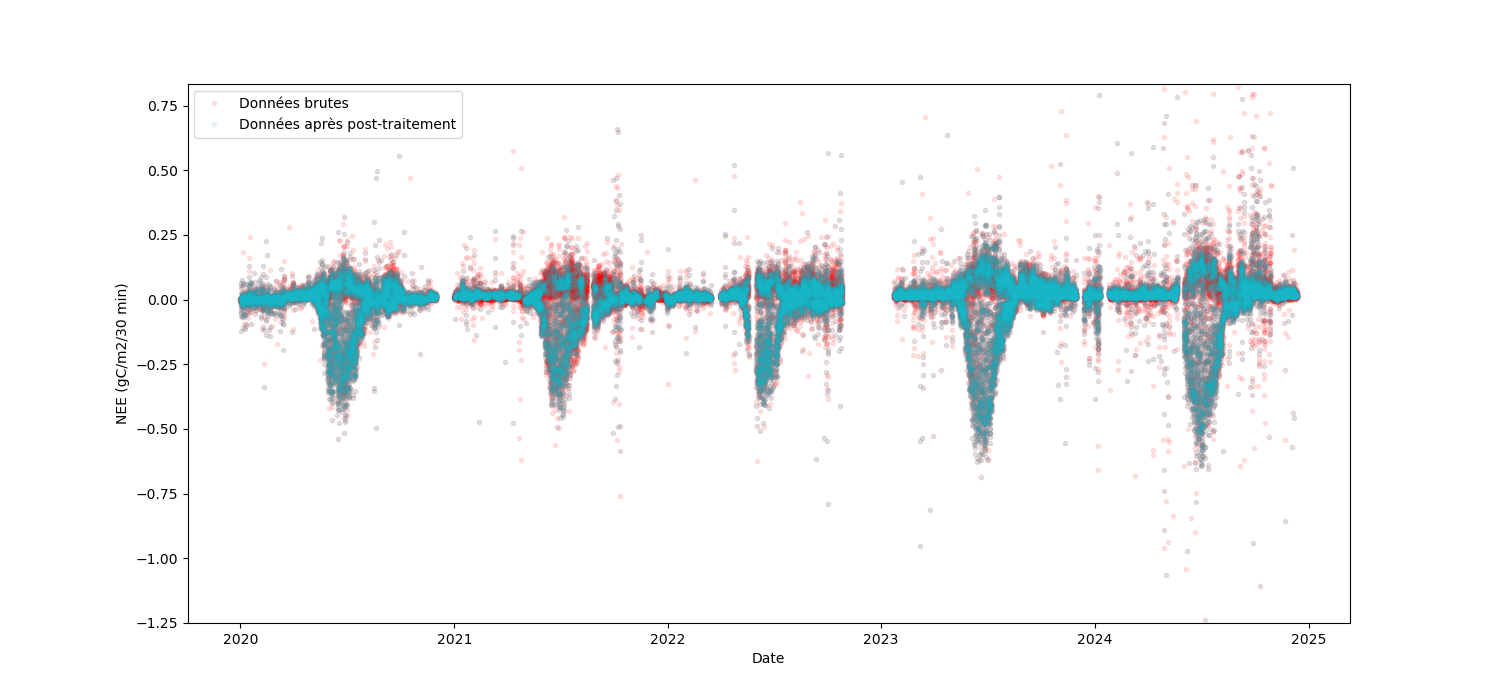 Données brutes
Données après post-traitement
NEE (gC/m2/30 min)
0.75
0.50
0.25
0.00
−0.25
−0.50
−0.75
−1.00
−1.25
2020 2021 2022 2023 2024 2025
Date